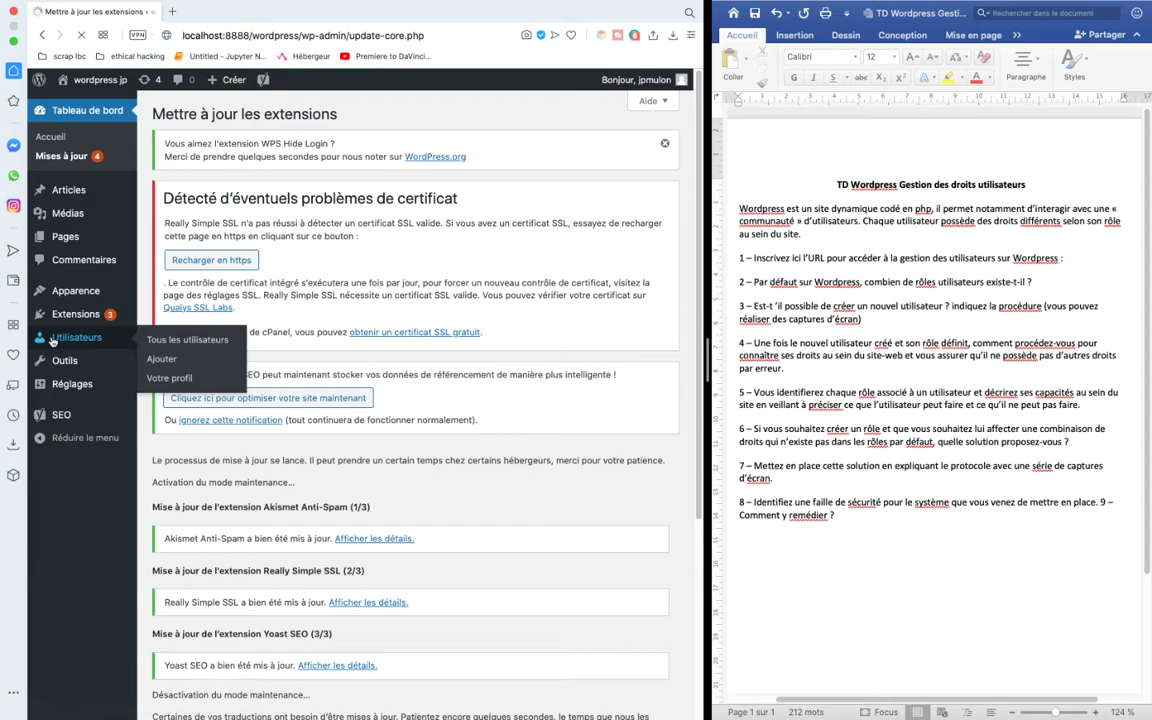 Mettre à jour les extensions ‹ w
VPN
localhost:8888/wordpress/wp-admin/update-core.php
scrap lbc
ethical hacking
Untitled - Jupyter N...
Hébergeur
Premiere to DaVinci...
wordpress jp
4
0
Créer
Bonjour, jpmulon
Tableau de bord
Accueil
Mises à jour 4
Articles
Médias
Pages
Commentaires
Apparence
Extensions 3
Utilisateurs
Outils
Réglages
SEO
Réduire le menu
Tous les utilisateurs
Ajouter
Votre profil
Aide
Mettre à jour les extensions
Vous aimez l'extension WPS Hide Login ?
Merci de prendre quelques secondes pour nous noter sur WordPress.org
Détecté d'éventuels problèmes de certificat
Really Simple SSL n'a pas réussi à détecter un certificat SSL valide. Si vous avez un certificat SSL, essayez de recharger
cette page en https en cliquant sur ce bouton :
Recharger en https
. Le contrôle de certificat intégré s'exécutera une fois par jour, pour forcer un nouveau contrôle de certificat, visitez la
page des réglages SSL. Really Simple SSL nécessite un certificat SSL valide. Vous pouvez vérifier votre certificat sur
Qualys SSL Labs.
de cPanel, vous pouvez obtenir un certificat SSL gratuit.
SEO peut maintenant stocker vos données de référencement de manière plus intelligente !
Cliquez ici pour optimiser votre site maintenant
Ou ignorez cette notification (tout continuera de fonctionner normalement).
Le processus de mise à jour se lance. Il peut prendre un certain temps chez certains hébergeurs, merci pour votre patience.
Activation du mode maintenance…
Mise à jour de l'extension Akismet Anti-Spam (1/3)
Akismet Anti-Spam a bien été mis à jour. Afficher les détails.
Mise à jour de l'extension Really Simple SSL (2/3)
Really Simple SSL a bien été mis à jour. Afficher les détails.
Mise à jour de l'extension Yoast SEO (3/3)
Yoast SEO a bien été mis à jour. Afficher les détails.
Désactivation du mode maintenance…
Certaines de vos traductions ont besoin d'être mises à jour. Patientez encore quelques secondes, le temps que nous les
TD Wordpress Gesti...
Rechercher dans le document
Accueil
Insertion
Dessin
Conception
Mise en page
Partager
Coller
Calibri
12
G
I
S
abc
Paragraphe
Styles
TD Wordpress Gestion des droits utilisateurs
Wordpress est un site dynamique codé en php, il permet notamment d'interagir avec une «
communauté » d'utilisateurs. Chaque utilisateur possède des droits différents selon son rôle
au sein du site.
1 – Inscrivez ici l'URL pour accéder à la gestion des utilisateurs sur Wordpress :
2 – Par défaut sur Wordpress, combien de rôles utilisateurs existe-t-il ?
3 – Est-t 'il possible de créer un nouvel utilisateur ? indiquez la procédure (vous pouvez
réaliser des captures d'écran)
4 – Une fois le nouvel utilisateur créé et son rôle définit, comment procédez-vous pour
connaître ses droits au sein du site-web et vous assurer qu'il ne possède pas d'autres droits
par erreur.
5 – Vous identifierez chaque rôle associé à un utilisateur et décrirez ses capacités au sein du
site en veillant à préciser ce que l'utilisateur peut faire et ce qu'il ne peut pas faire.
6 – Si vous souhaitez créer un rôle et que vous souhaitez lui affecter une combinaison de
droits qui n'existe pas dans les rôles par défaut, quelle solution proposez-vous ?
7 – Mettez en place cette solution en expliquant le protocole avec une série de captures
d'écran.
8 – Identifiez une faille de sécurité pour le système que vous venez de mettre en place. 9 –
Comment y remédier ?
Page 1 sur 1
212 mots
Focus
124 %